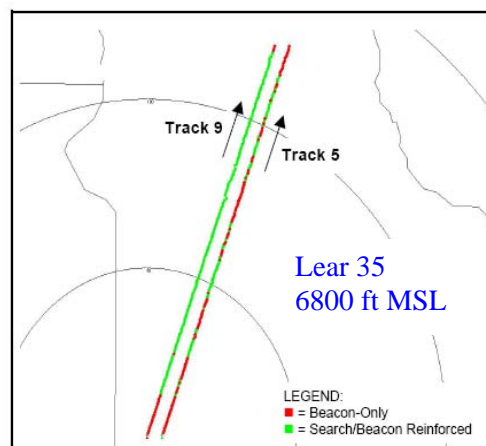 Track 9
Track 5
Lear 35
6800 ft MSL
LEGEND:
= Beacon-Only
= Search/Beacon Reinforced